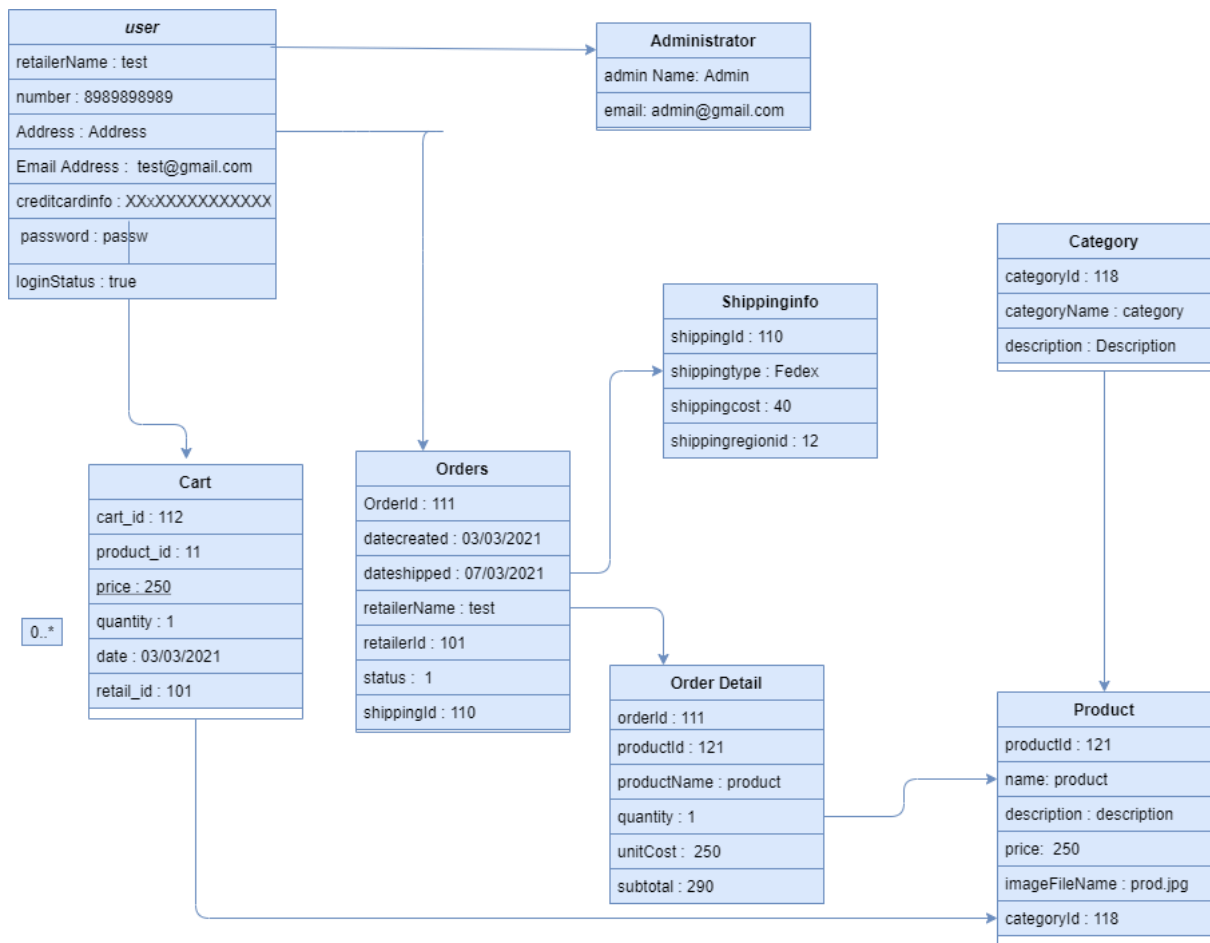 user
retailerName : test
number : 8989898989
Address : Address
Email Address :  test@gmail.com
creditcardinfo : XXxXXXXXXXXXX
password : passw
loginStatus : true
Administrator
admin Name: Admin
email: admin@gmail.com
Category
categoryId : 118
categoryName : category
description : Description
Shippinginfo
shippingId : 110
shippingtype : Fedex
shippingcost : 40
shippingregionid : 12
Cart
cart_id : 112
product_id : 11
price : 250
quantity : 1
date : 03/03/2021
retail_id : 101
0..*
Orders
OrderId : 111
datecreated : 03/03/2021
dateshipped : 07/03/2021
retailerName : test
retailerId : 101
status :  1
shippingId : 110
Order Detail
orderId : 111
productId : 121
productName : product
quantity : 1
unitCost :  250
subtotal : 290
Product
productId : 121
name: product
description : description
price:  250
imageFileName : prod.jpg
categoryId : 118